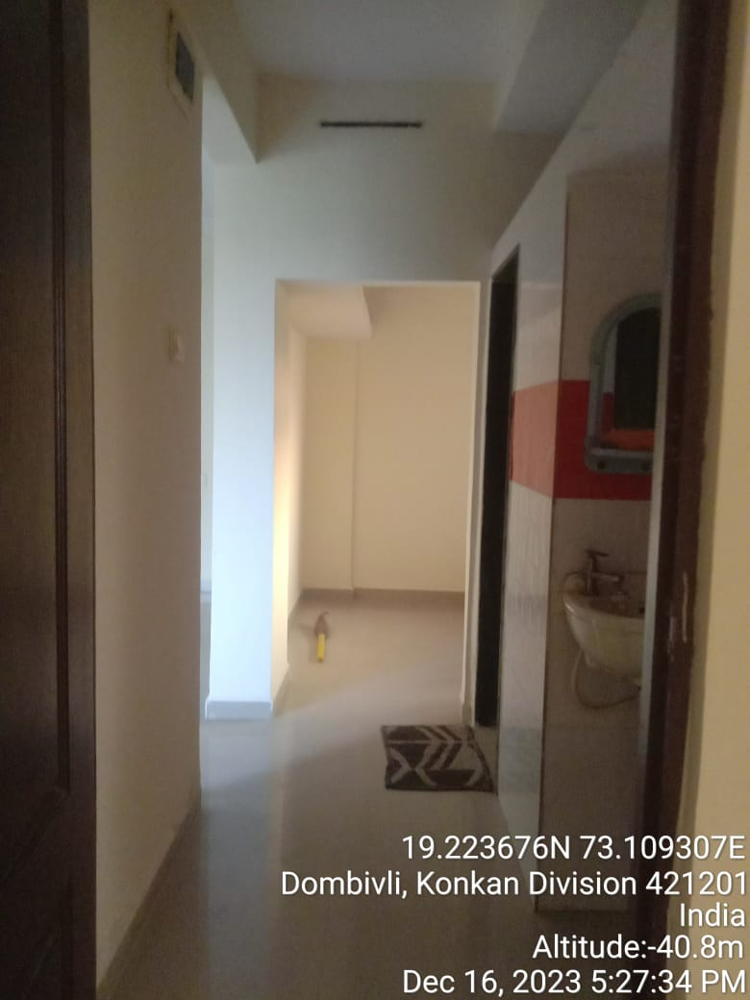 19.223676N 73.109307E
Dombivli, Konkan Division 421201
India
Altitude:-40.8m
Dec 16, 2023 5:27:34 PM